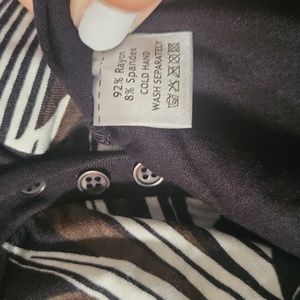 92% Rayon
8% Spandex
COLD HAND
WASH SEPARATELY